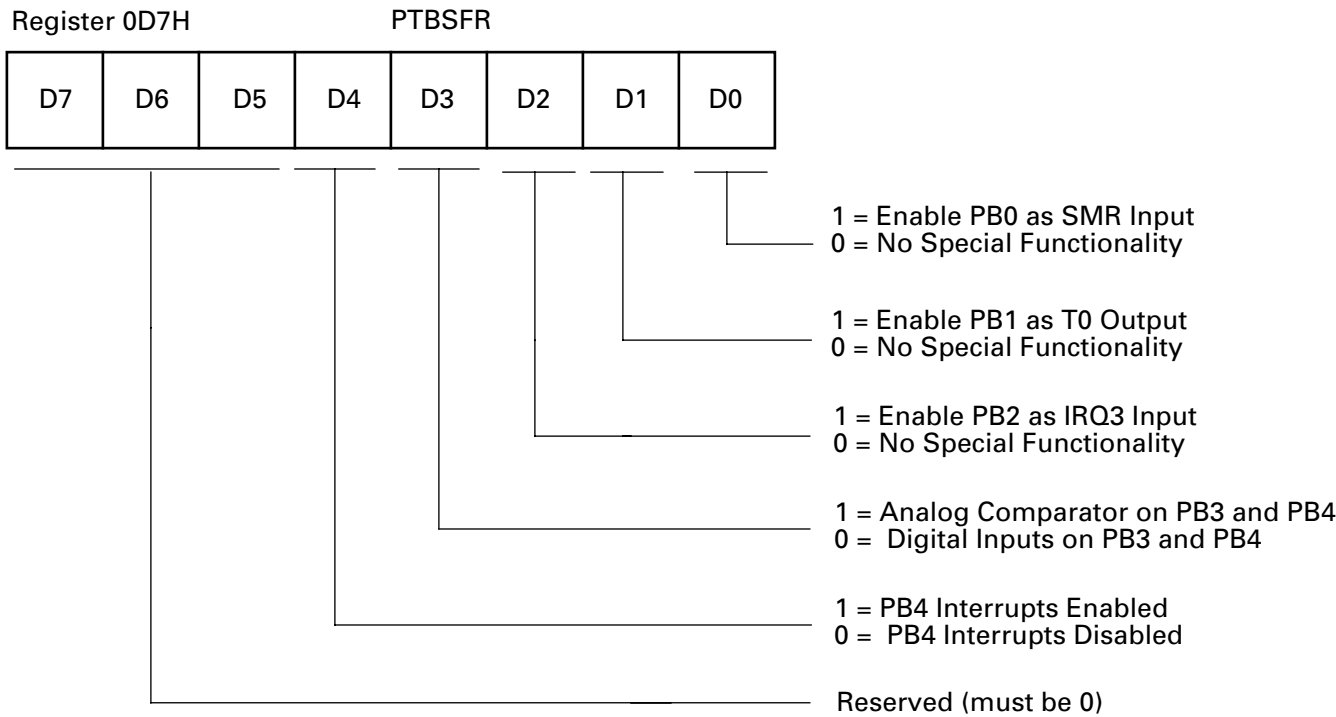 Register 0D7H PTBSFR
D7 D6 D5 D4 D3 D2 D1 D0
1 = Enable PB0 as SMR Input
0 = No Special Functionality
1 = Enable PB1 as T0 Output
0 = No Special Functionality
1 = Enable PB2 as IRQ3 Input
0 = No Special Functionality
1 = Analog Comparator on PB3 and PB4
0 = Digital Inputs on PB3 and PB4
1 = PB4 Interrupts Enabled
0 = PB4 Interrupts Disabled
Reserved (must be 0)